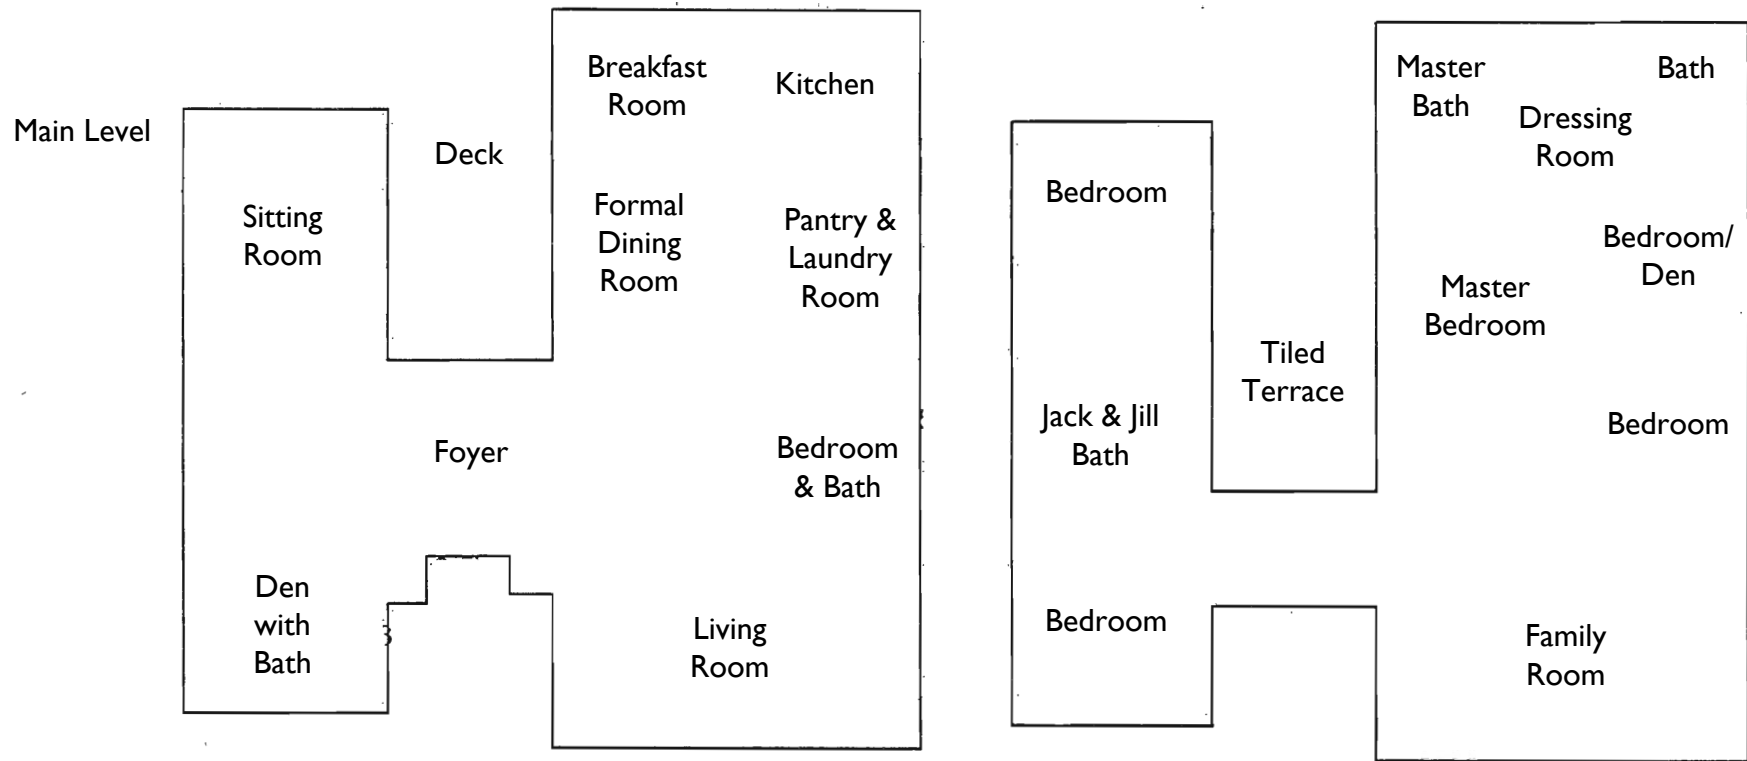 Main Level
Breakfast
Room
Kitchen
Deck
Sitting
Room
Formal
Dining
Room
Pantry &
Laundry
Room
Foyer
Bedroom
& Bath
Den
with
Bath
Living
Room
Master
Bath
Bath
Dressing
Room
Bedroom
Bedroom/
Den
Master
Bedroom
Tiled
Terrace
Jack & Jill
Bath
Bedroom
Bedroom
Family
Room